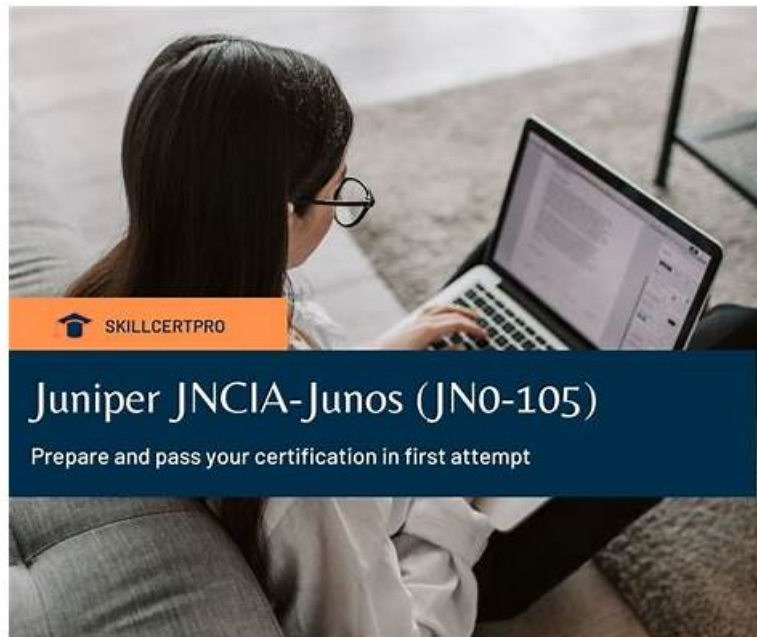 SKILLCERTPRO
Juniper JNCIA-Junos (JN0-105)
Prepare and pass your certification in first attempt